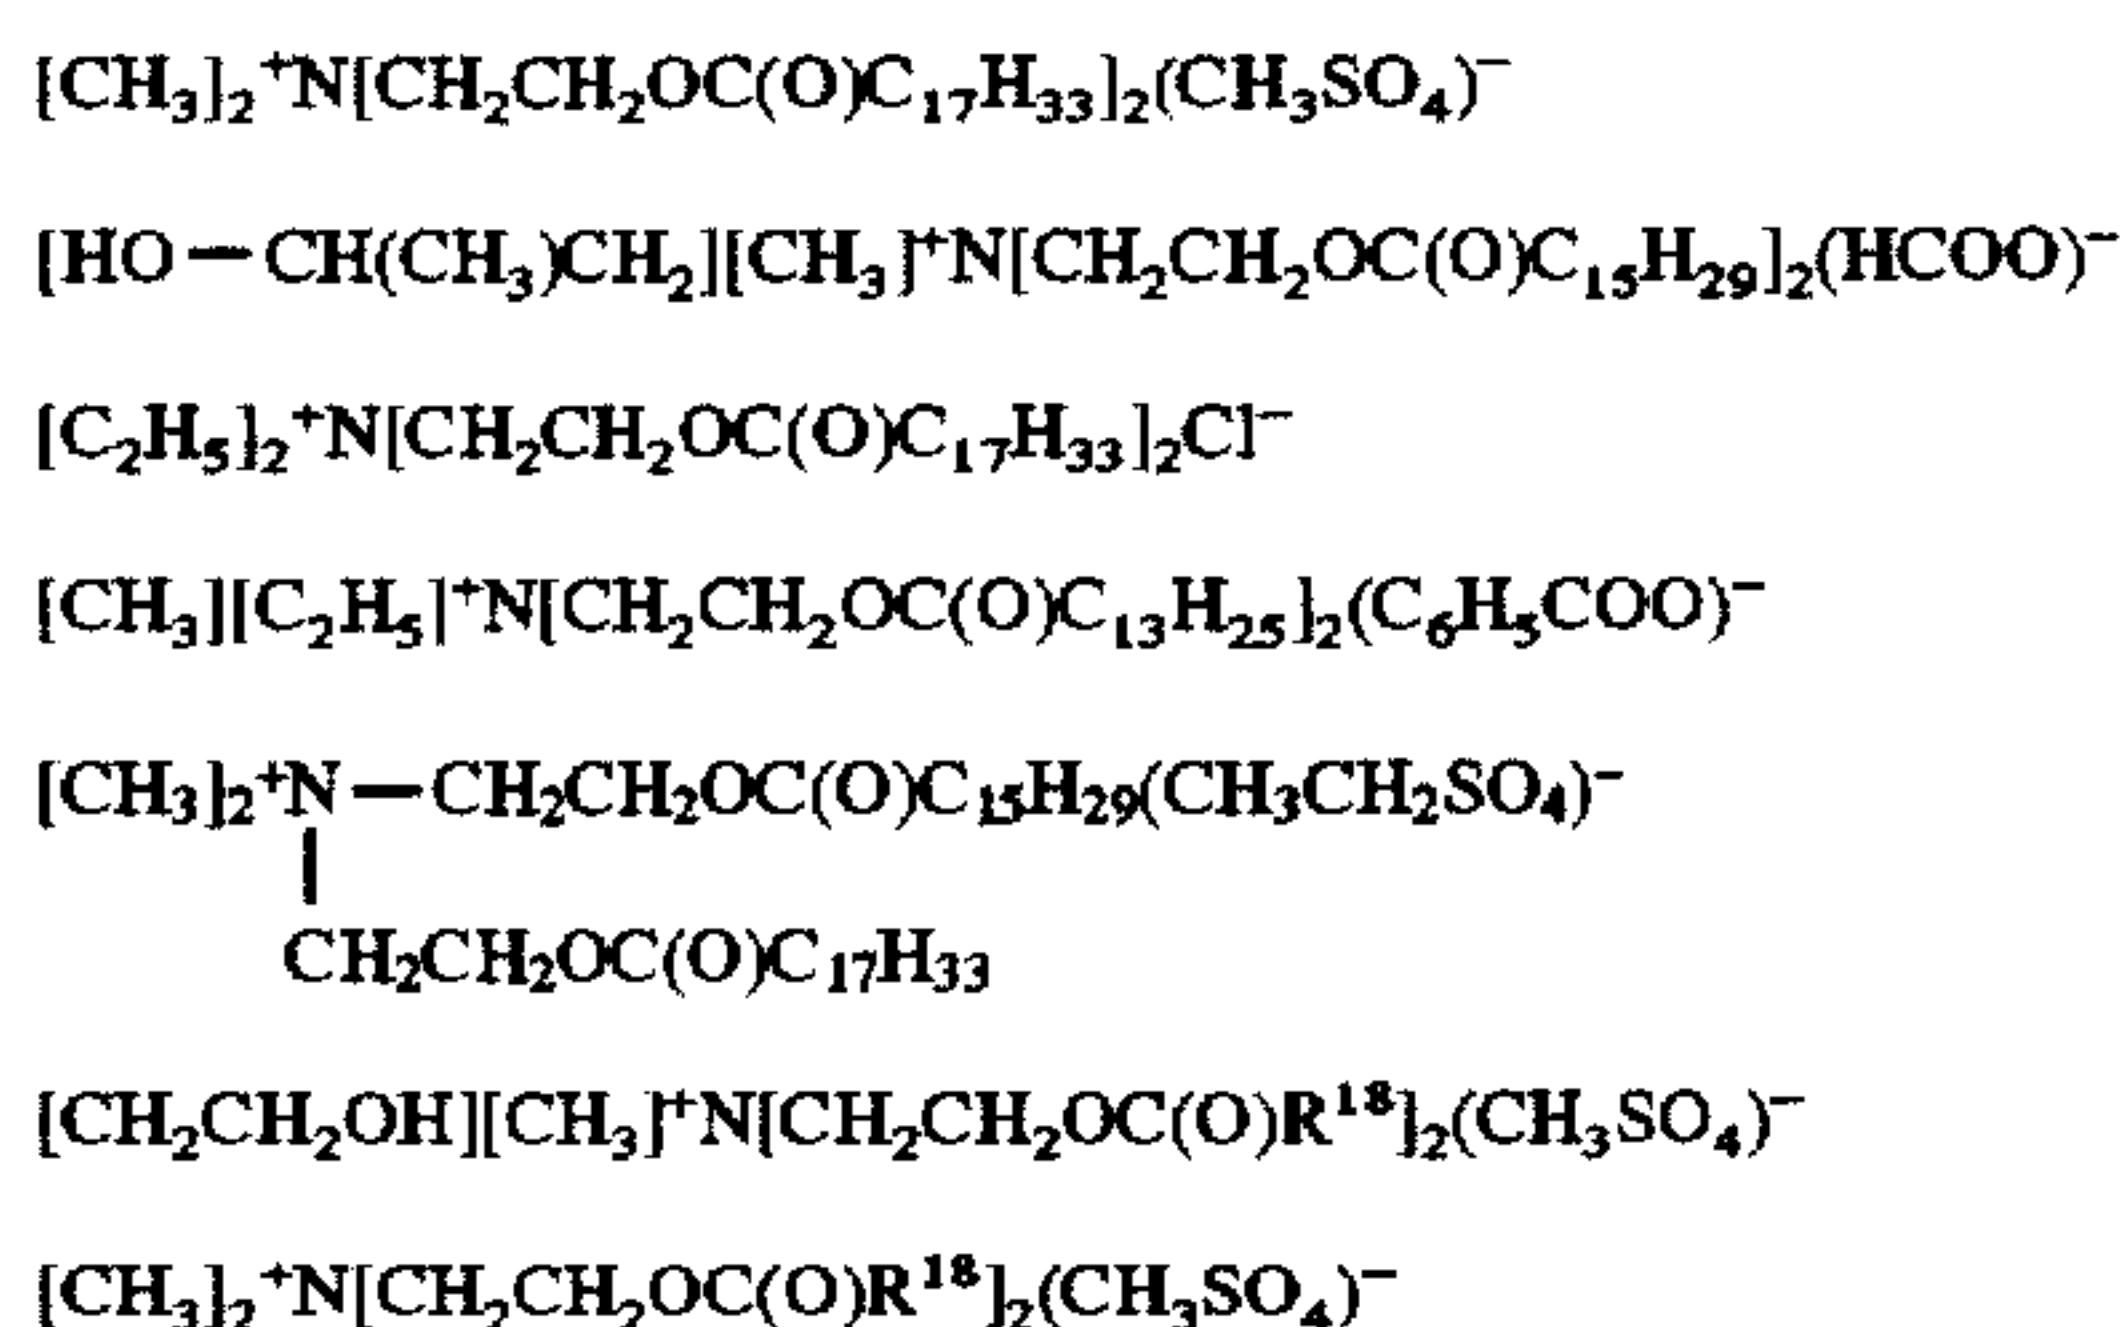 [CH₃]₂⁺N[CH₂CH₂OC(O)C₁₇H₃₃]₂(CH₃SO₄)⁻
[HO—CH(CH₃)CH₂][CH₃]⁺N[CH₂CH₂OC(O)C₁₅H₂₉]₂(HCOO)⁻
[C₂H₅]₂⁺N[CH₂CH₂OC(O)C₁₇H₃₃]₂Cl⁻
[CH₃][C₂H₅]⁺N[CH₂CH₂OC(O)C₁₃H₂₅]₂(C₆H₅COO)⁻
[CH₃]₂⁺N—CH₂CH₂OC(O)C₁₅H₂₉(CH₃CH₂SO₄)⁻
CH₂CH₂OC(O)C₁₇H₃₃
[CH₂CH₂OH][CH₃]⁺N[CH₂CH₂OC(O)R¹⁸]₂(CH₃SO₄)⁻
[CH₃]₂⁺N[CH₂CH₂OC(O)R¹⁸]₂(CH₃SO₄)⁻